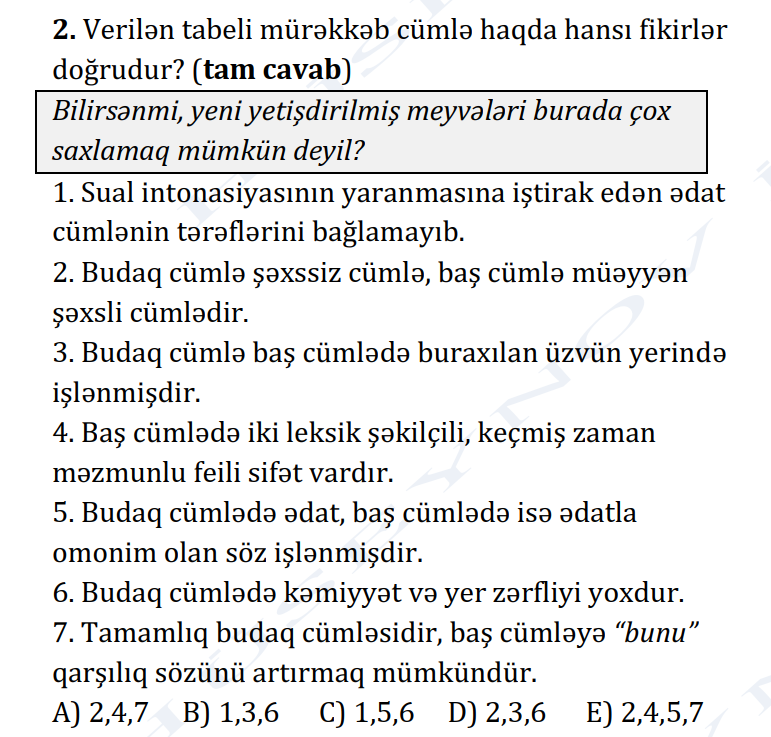 2. Verilən tabeli mürəkkəb cümlə haqda hansı fikirlər
doğrudur? (tam cavab)
Bilirsənmi, yeni yetişdirilmiş meyvələri burada çox
saxlamaq mümkün deyil?
1. Sual intonasiyasının yaranmasına iştirak edən ədat
cümlənin tərəflərini bağlamayıb.
2. Budaq cümlə şəxssiz cümlə, baş cümlə müəyyən
şəxsli cümlədir.
3. Budaq cümlə baş cümlədə buraxılan üzvün yerində
işlənmişdir.
4. Baş cümlədə iki leksik şəkilçili, keçmiş zaman
məzmunlu feili sifət vardır.
5. Budaq cümlədə ədat, baş cümlədə isə ədatla
omonim olan söz işlənmişdir.
6. Budaq cümlədə kəmiyyət və yer zərfliyi yoxdur.
7. Tamamlıq budaq cümləsidir, baş cümləyə “bunu”
qarşılıq sözünü artırmaq mümkündür.
A) 2,4,7 B) 1,3,6 C) 1,5,6 D) 2,3,6 E) 2,4,5,7